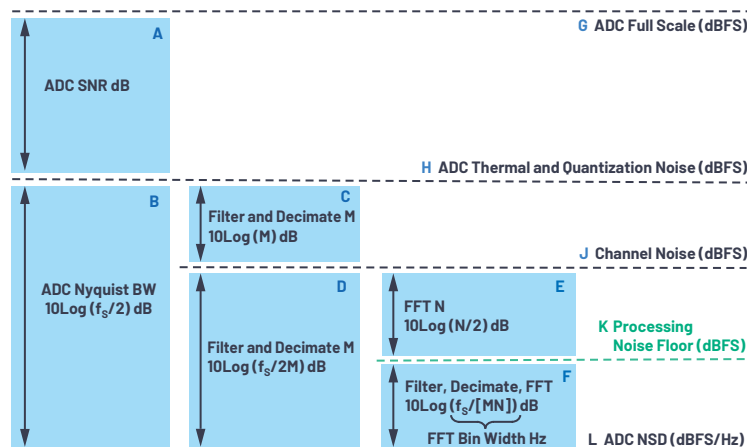 A
G ADC Full Scale (dBFS)
ADC SNR dB
H ADC Thermal and Quantization Noise (dBFS)
B
C
Filter and Decimate M
10Log (M) dB
J Channel Noise (dBFS)
ADC Nyquist BW
10Log (fS/2) dB
D
Filter and Decimate M
10Log (fS/2M) dB
E
FFT N
10Log (N/2) dB
K Processing
Noise Floor (dBFS)
F
Filter, Decimate, FFT
10Log (fS/[MN]) dB
FFT Bin Width Hz
L ADC NSD (dBFS/Hz)